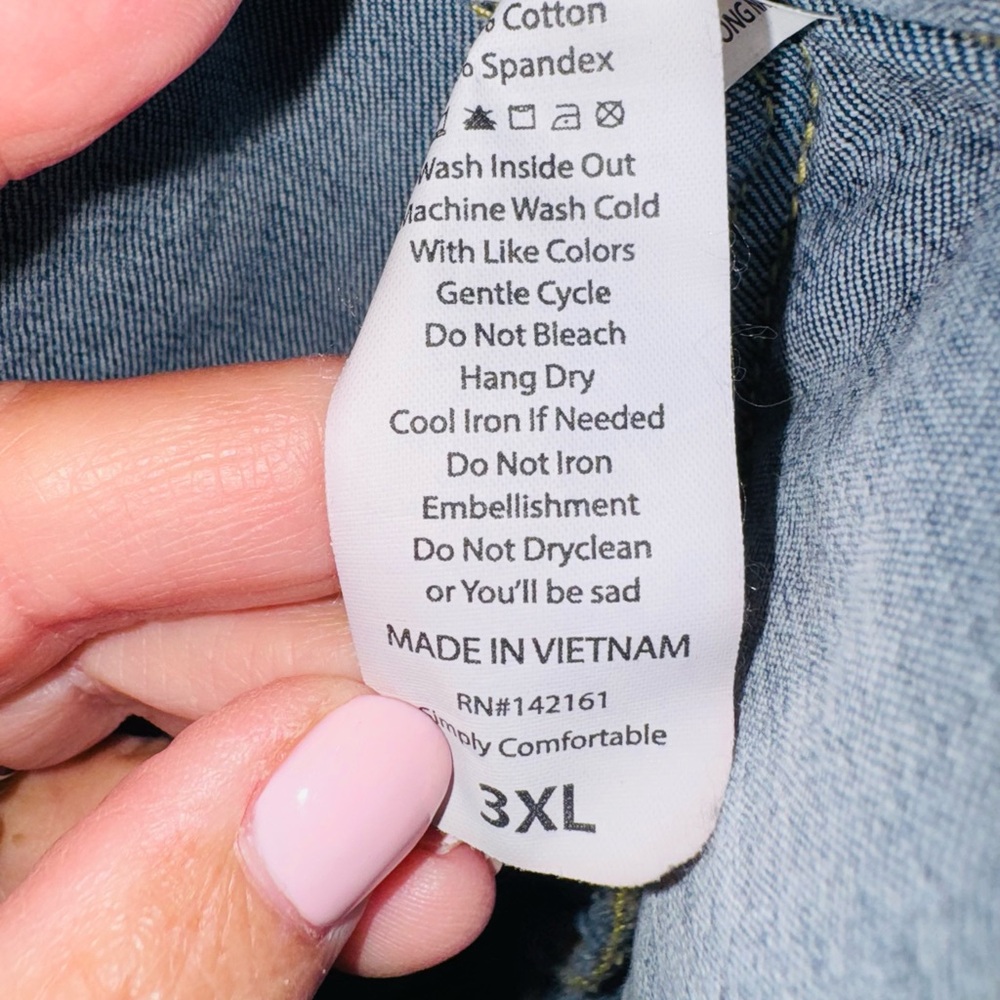 Cotton
Spandex
Wash Inside Out
Machine Wash Cold
With Like Colors
Gentle Cycle
Do Not Bleach
Hang Dry
Cool Iron If Needed
Do Not Iron
Embellishment
Do Not Dryclean
or You'll be sad
MADE IN VIETNAM
RN#142161
Simply Comfortable
3XL